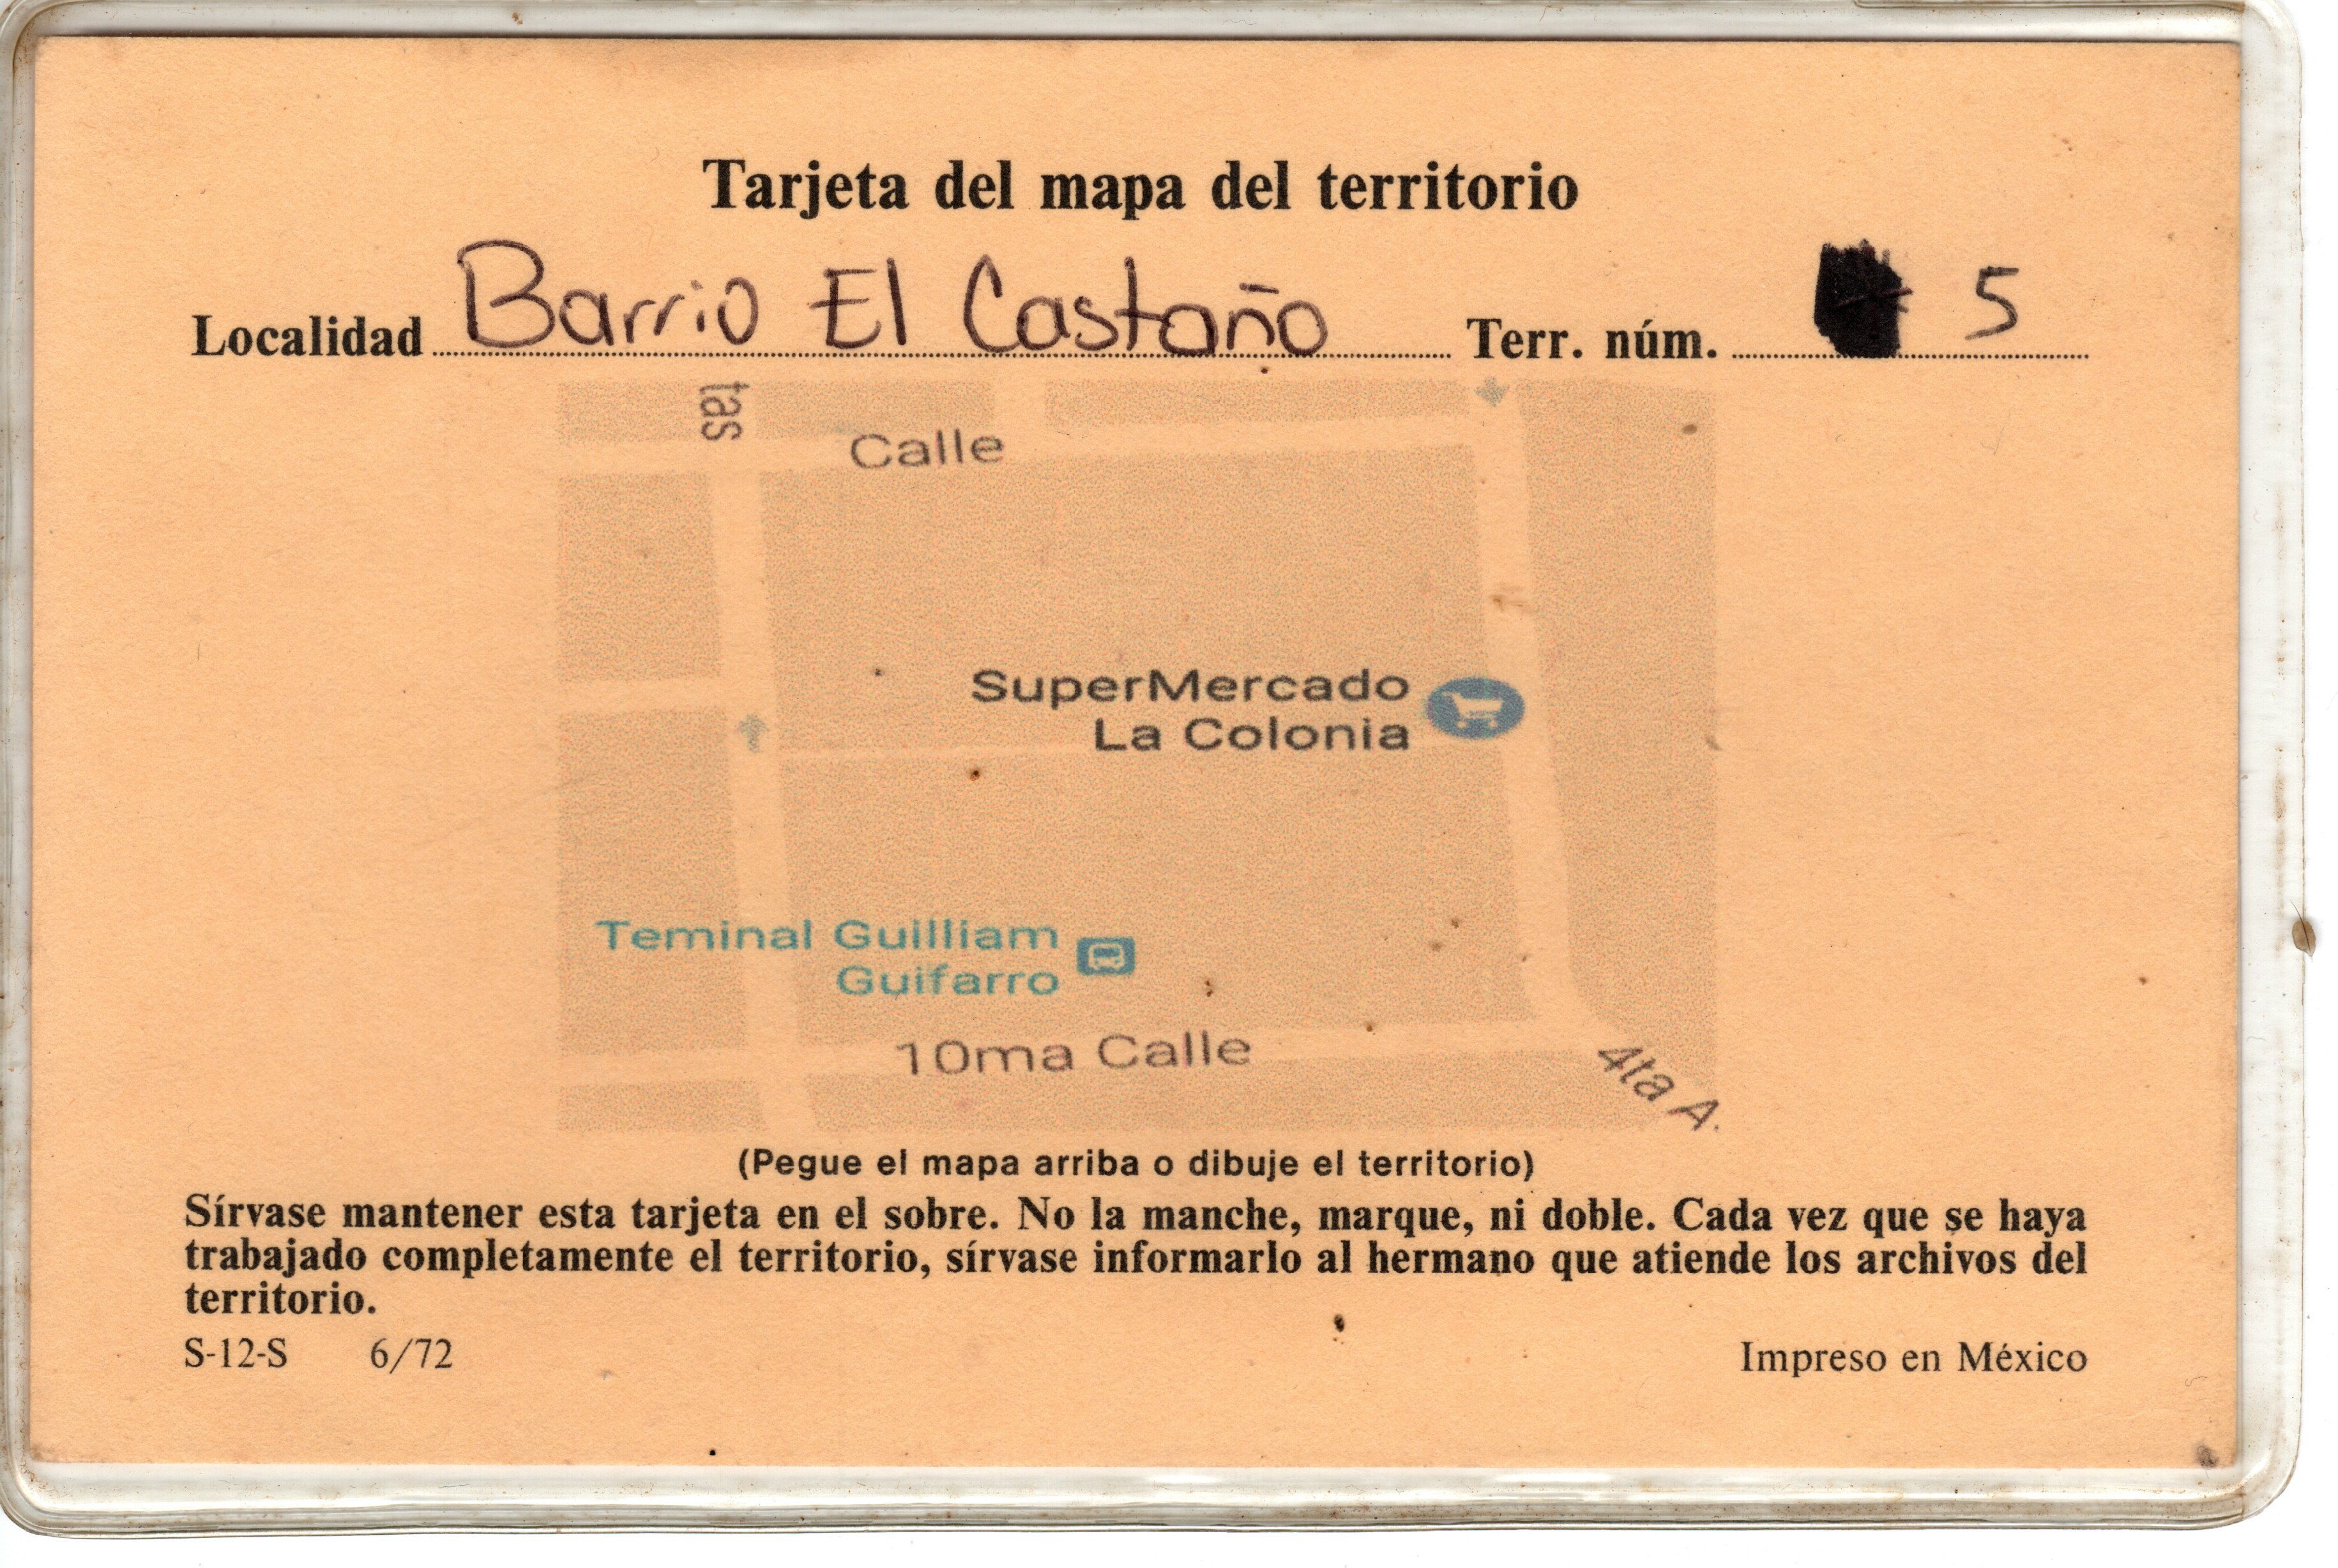 Tarjeta del mapa del territorio
Localidad Barrio El Castaño Terr. núm. 5
tas
Calle
SuperMercado
La Colonia
Teminal Guilliam
Guifarro
10ma Calle
4ta A.
(Pegue el mapa arriba o dibuje el territorio)
Sírvase mantener esta tarjeta en el sobre. No la manche, marque, ni doble. Cada vez que se haya
trabajado completamente el territorio, sírvase informarlo al hermano que atiende los archivos del
territorio.
S-12-S 6/72 Impreso en México